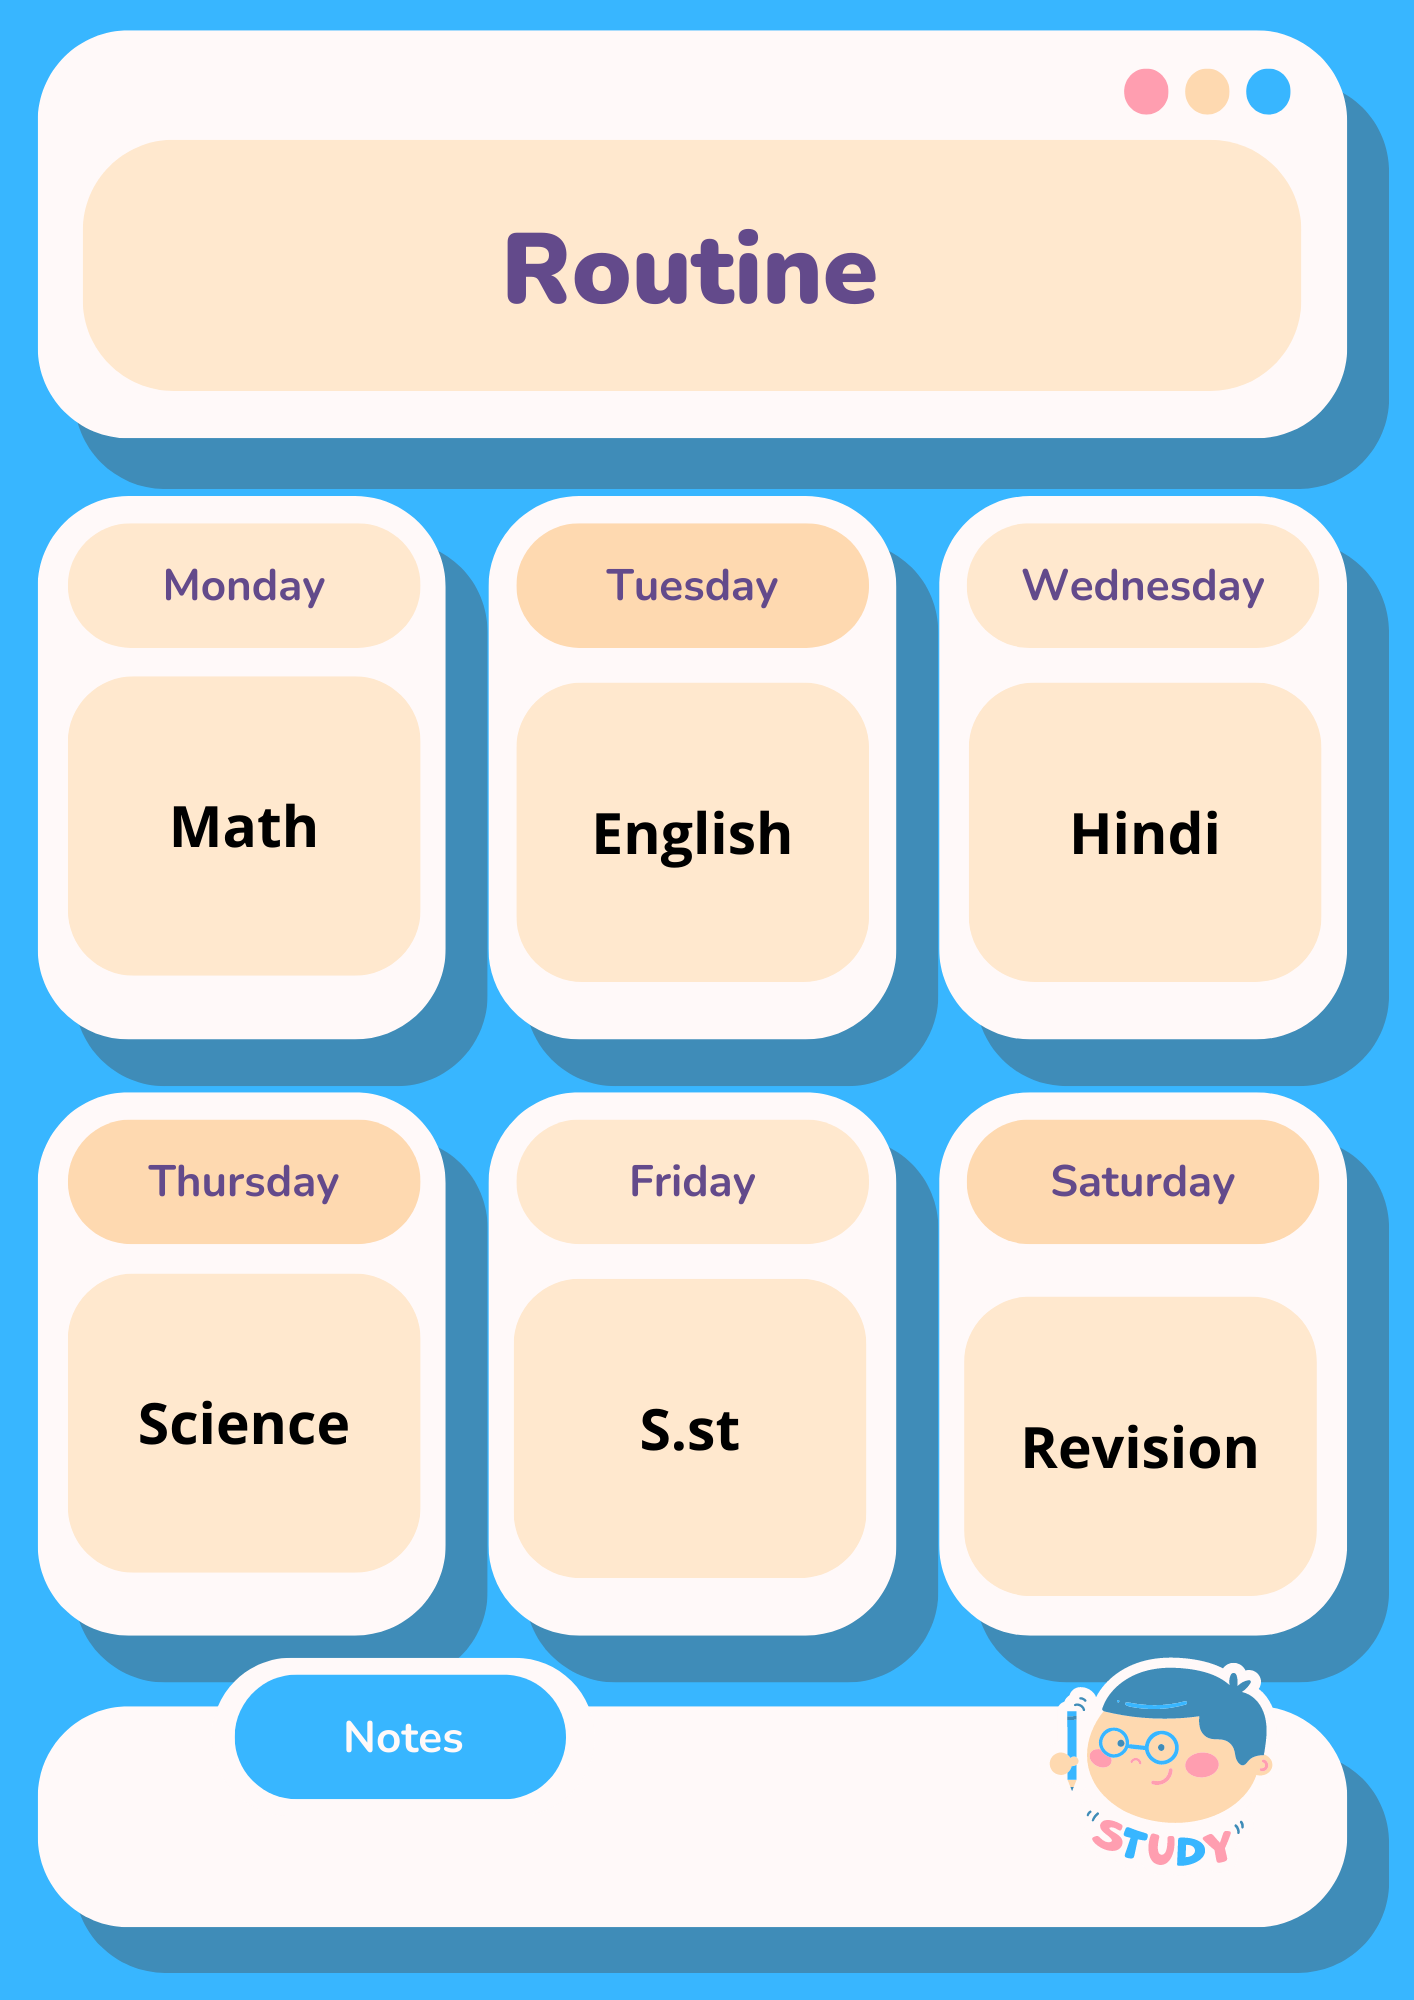 Routine
Monday
Tuesday
Wednesday
Math
English
Hindi
Thursday
Friday
Saturday
Science
S.st
Revision
Notes
STUDY